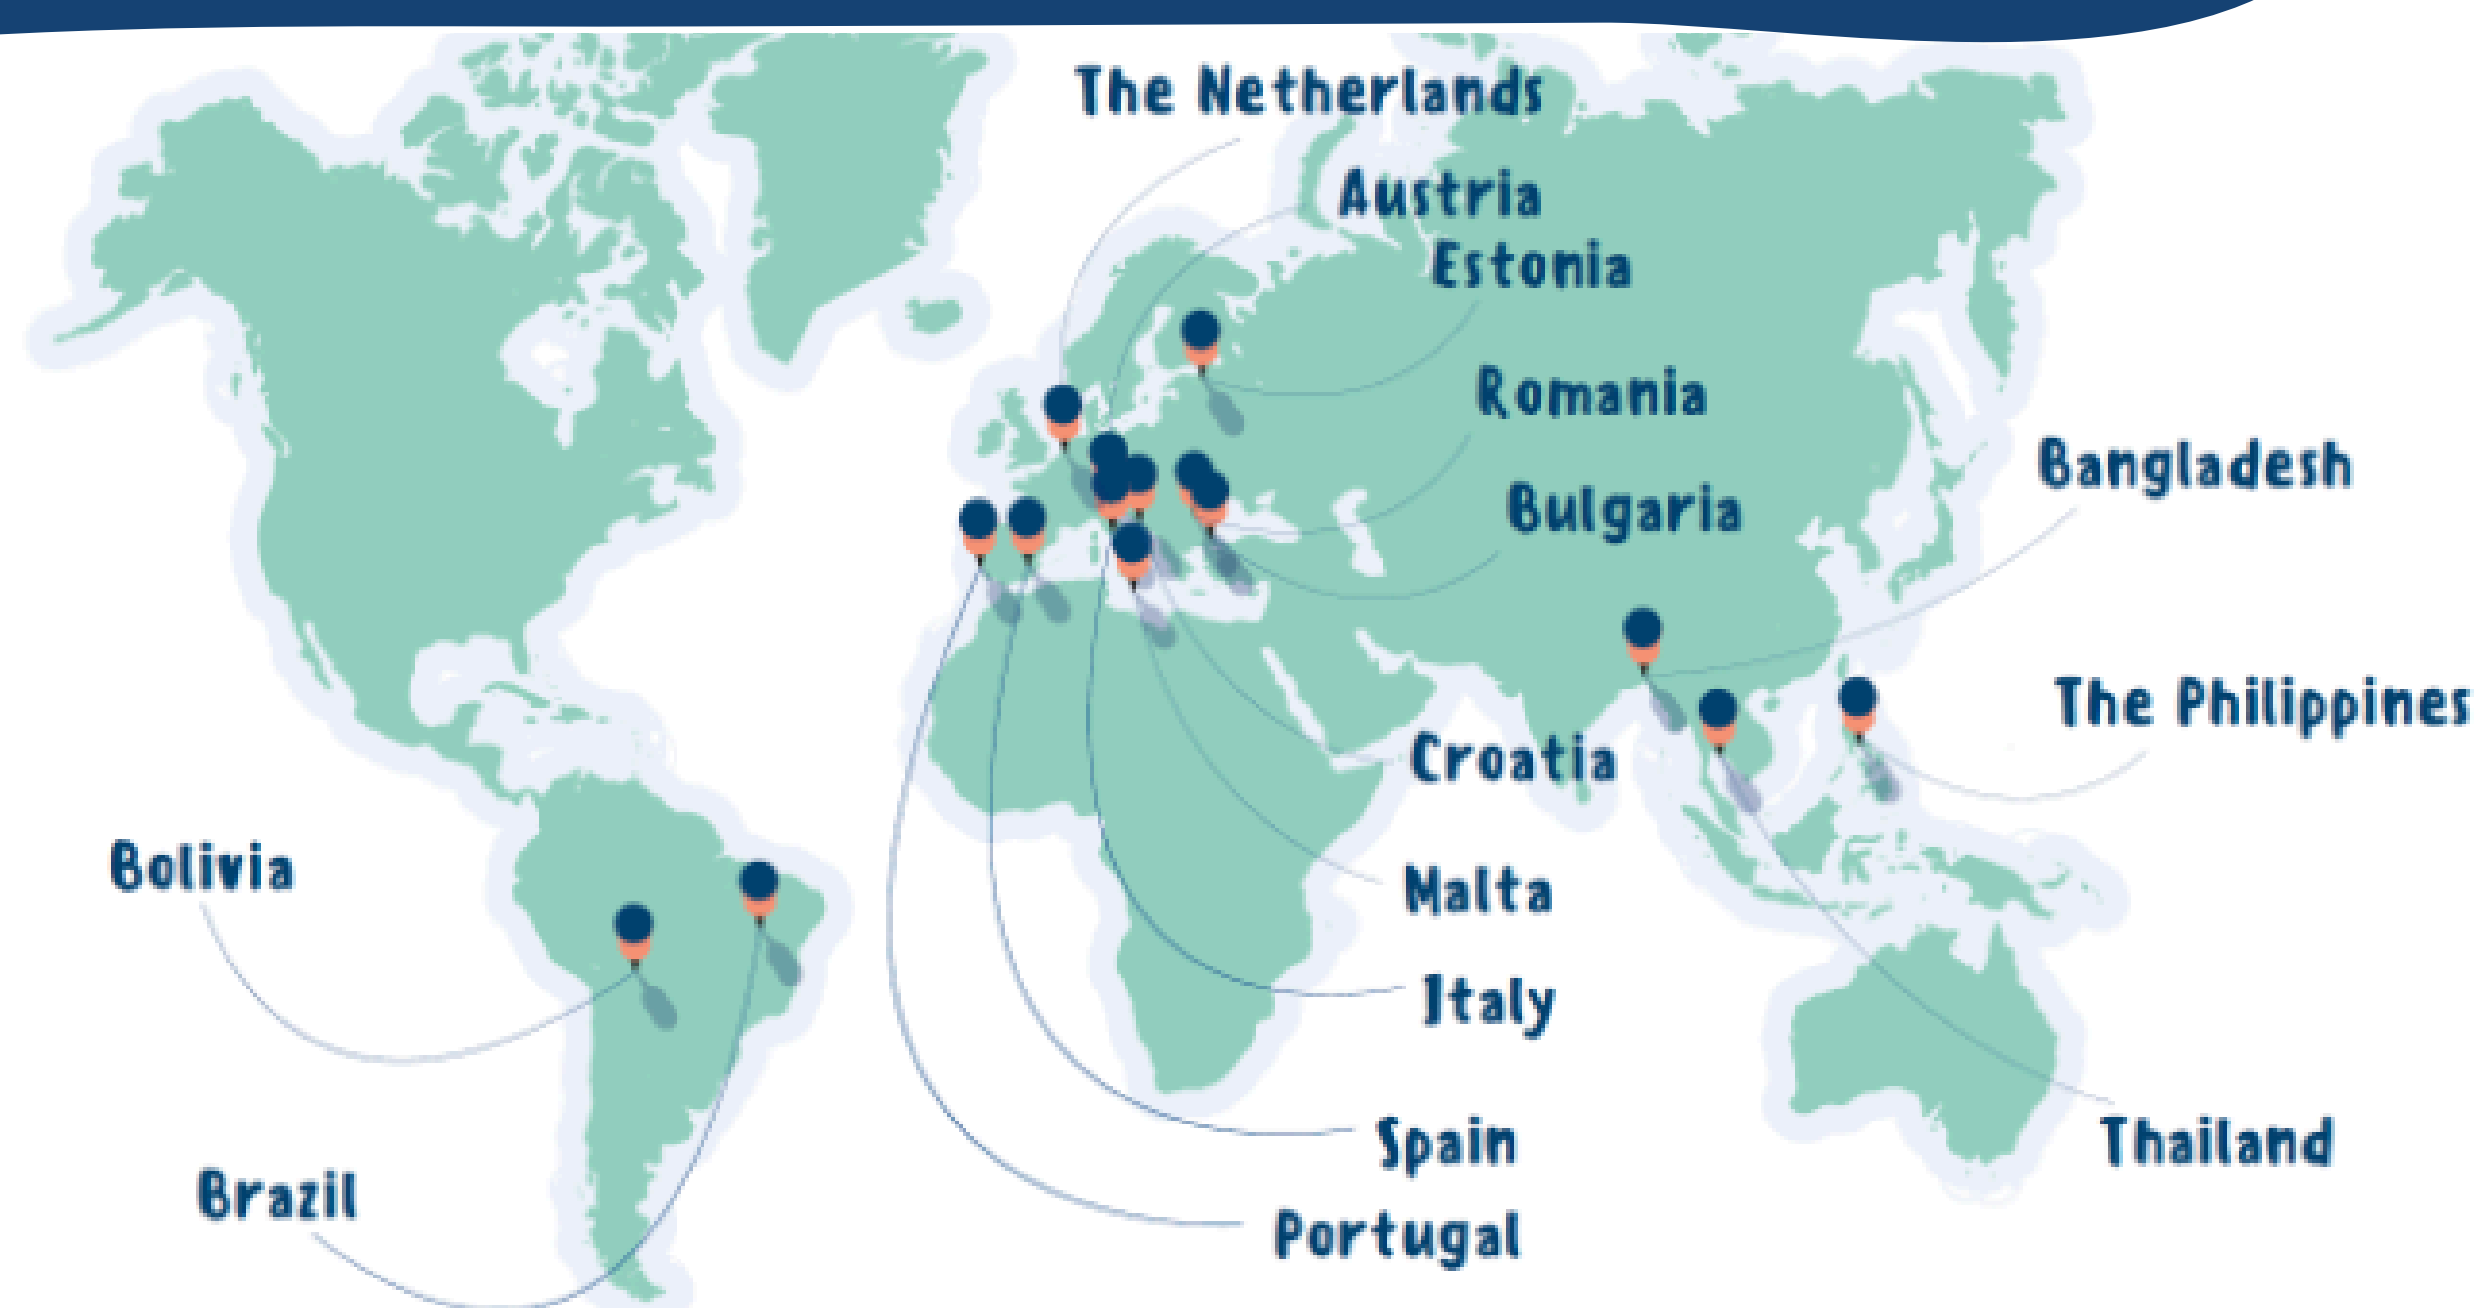 The Netherlands
Austria
Estonia
Romania
Bangladesh
Bulgaria
The Philippines
Croatia
Bolivia
Malta
Italy
Spain
Thailand
Brazil
Portugal